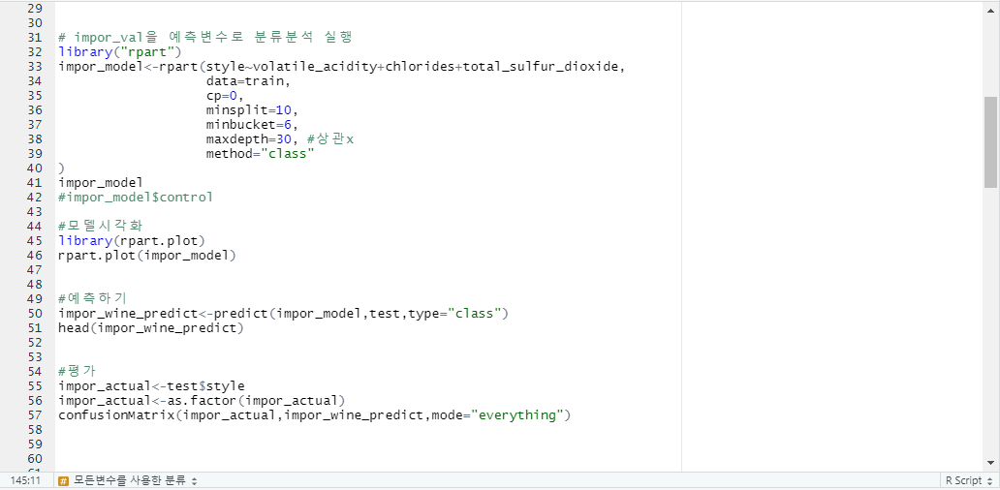 29
30
31 # impor_val을 예측변수로 분류분석 실행
32 library("rpart")
33 impor_model<-rpart(style~volatile_acidity+chlorides+total_sulfur_dioxide,
34 data=train,
35 cp=0,
36 minsplit=10,
37 minbucket=6,
38 maxdepth=30, #상관x
39 method="class"
40 )
41 impor_model
42 #impor_model$control
43
44 #모델시각화
45 library(rpart.plot)
46 rpart.plot(impor_model)
47
48
49 #예측하기
50 impor_wine_predict<-predict(impor_model,test,type="class")
51 head(impor_wine_predict)
52
53
54 #평가
55 impor_actual<-test$style
56 impor_actual<-as.factor(impor_actual)
57 confusionMatrix(impor_actual,impor_wine_predict,mode="everything")
58
59
60
61
145:11 # 모든변수를 사용한 분류 R Script